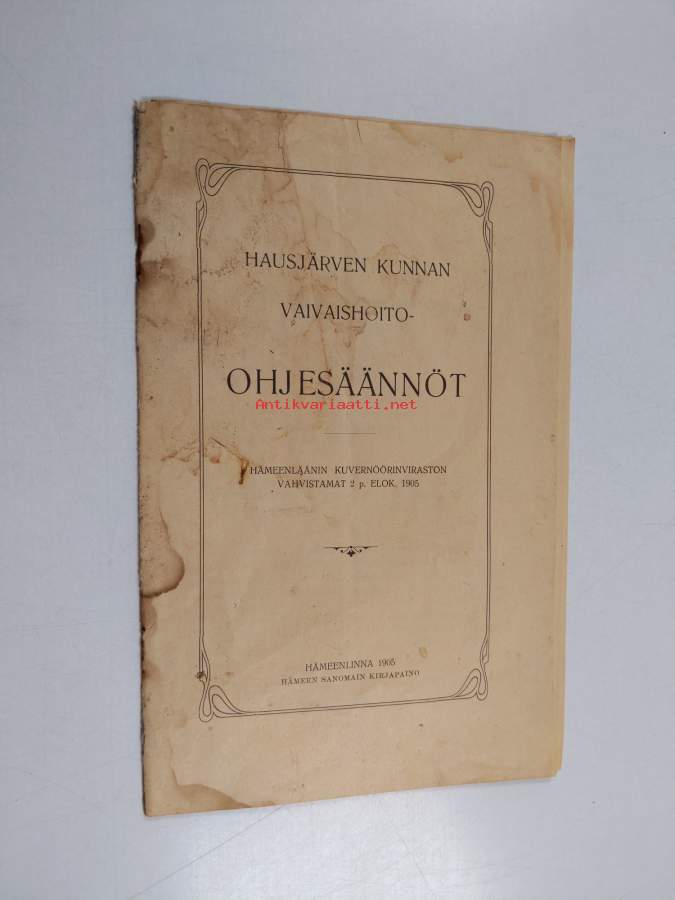 HAUSJÄRVEN KUNNAN
VAIVAISHOITO-
OHJESÄÄNNÖT
Antikvariaatti.net
HÄMEENLÄÄNIN KUVERNÖÖRINVIRASTON
VAHVISTAMAT 2 p. ELOK. 1905
HÄMEENLINNA 1905
HÄMEEN SANOMAIN KIRJAPAINO